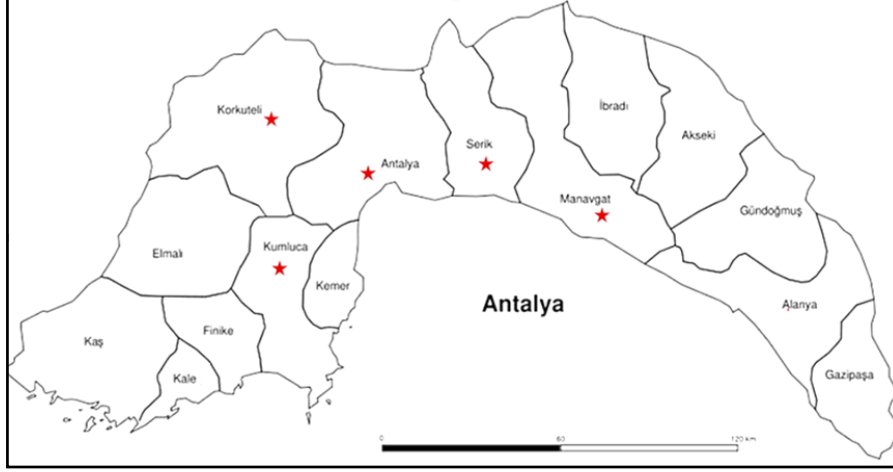 Korkuteli
Antalya
Serik
İbradı
Akseki
Manavgat
Gündoğmuş
Elmalı
Kumluca
Kemer
Antalya
Alanya
Kaş
Finike
Kale
Gazipaşa
0 60 120 km